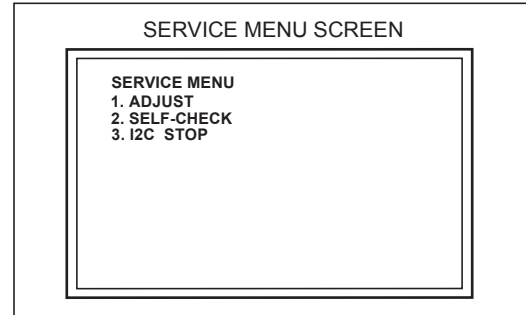 SERVICE MENU SCREEN
SERVICE MENU
1. ADJUST
2. SELF-CHECK
3. I2C  STOP